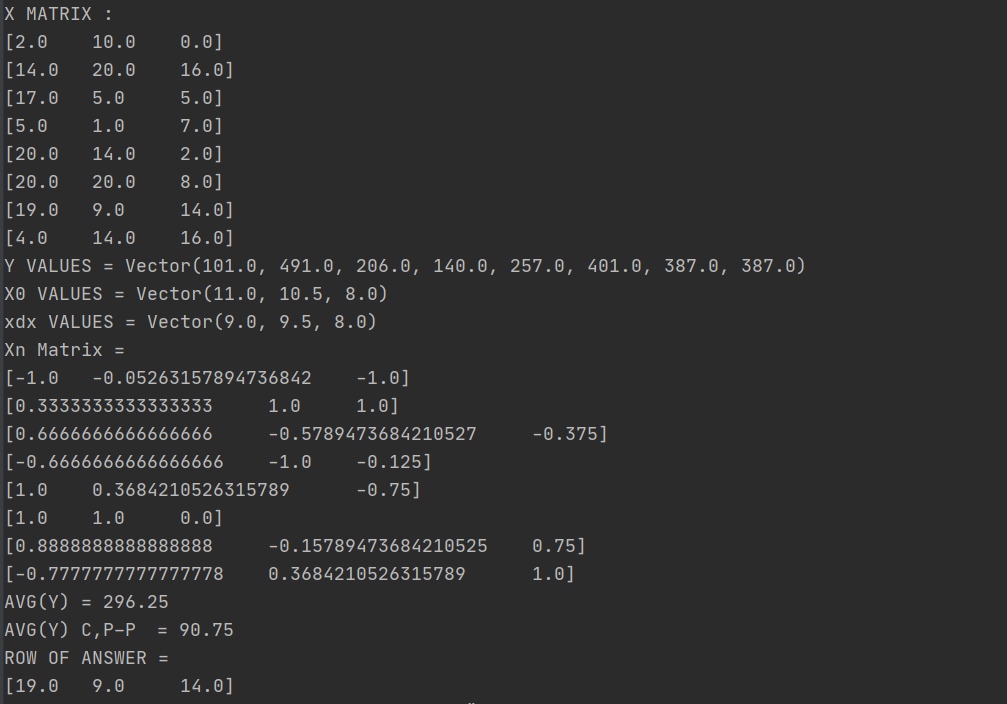 X MATRIX :
[2.0    10.0    0.0]
[14.0   20.0    16.0]
[17.0   5.0     5.0]
[5.0    1.0     7.0]
[20.0   14.0    2.0]
[20.0   20.0    8.0]
[19.0   9.0     14.0]
[4.0    14.0    16.0]
Y VALUES = Vector(101.0, 491.0, 206.0, 140.0, 257.0, 401.0, 387.0, 387.0)
X0 VALUES = Vector(11.0, 10.5, 8.0)
xdx VALUES = Vector(9.0, 9.5, 8.0)
Xn Matrix =
[-1.0   -0.05263157894736842    -1.0]
[0.3333333333333333     1.0     1.0]
[0.6666666666666666     -0.5789473684210527     -0.375]
[-0.6666666666666666    -1.0    -0.125]
[1.0    0.3684210526315789      -0.75]
[1.0    1.0     0.0]
[0.8888888888888888     -0.15789473684210525    0.75]
[-0.7777777777777778    0.3684210526315789      1.0]
AVG(Y) = 296.25
AVG(Y) C,P-P  = 90.75
ROW OF ANSWER =
[19.0   9.0     14.0]